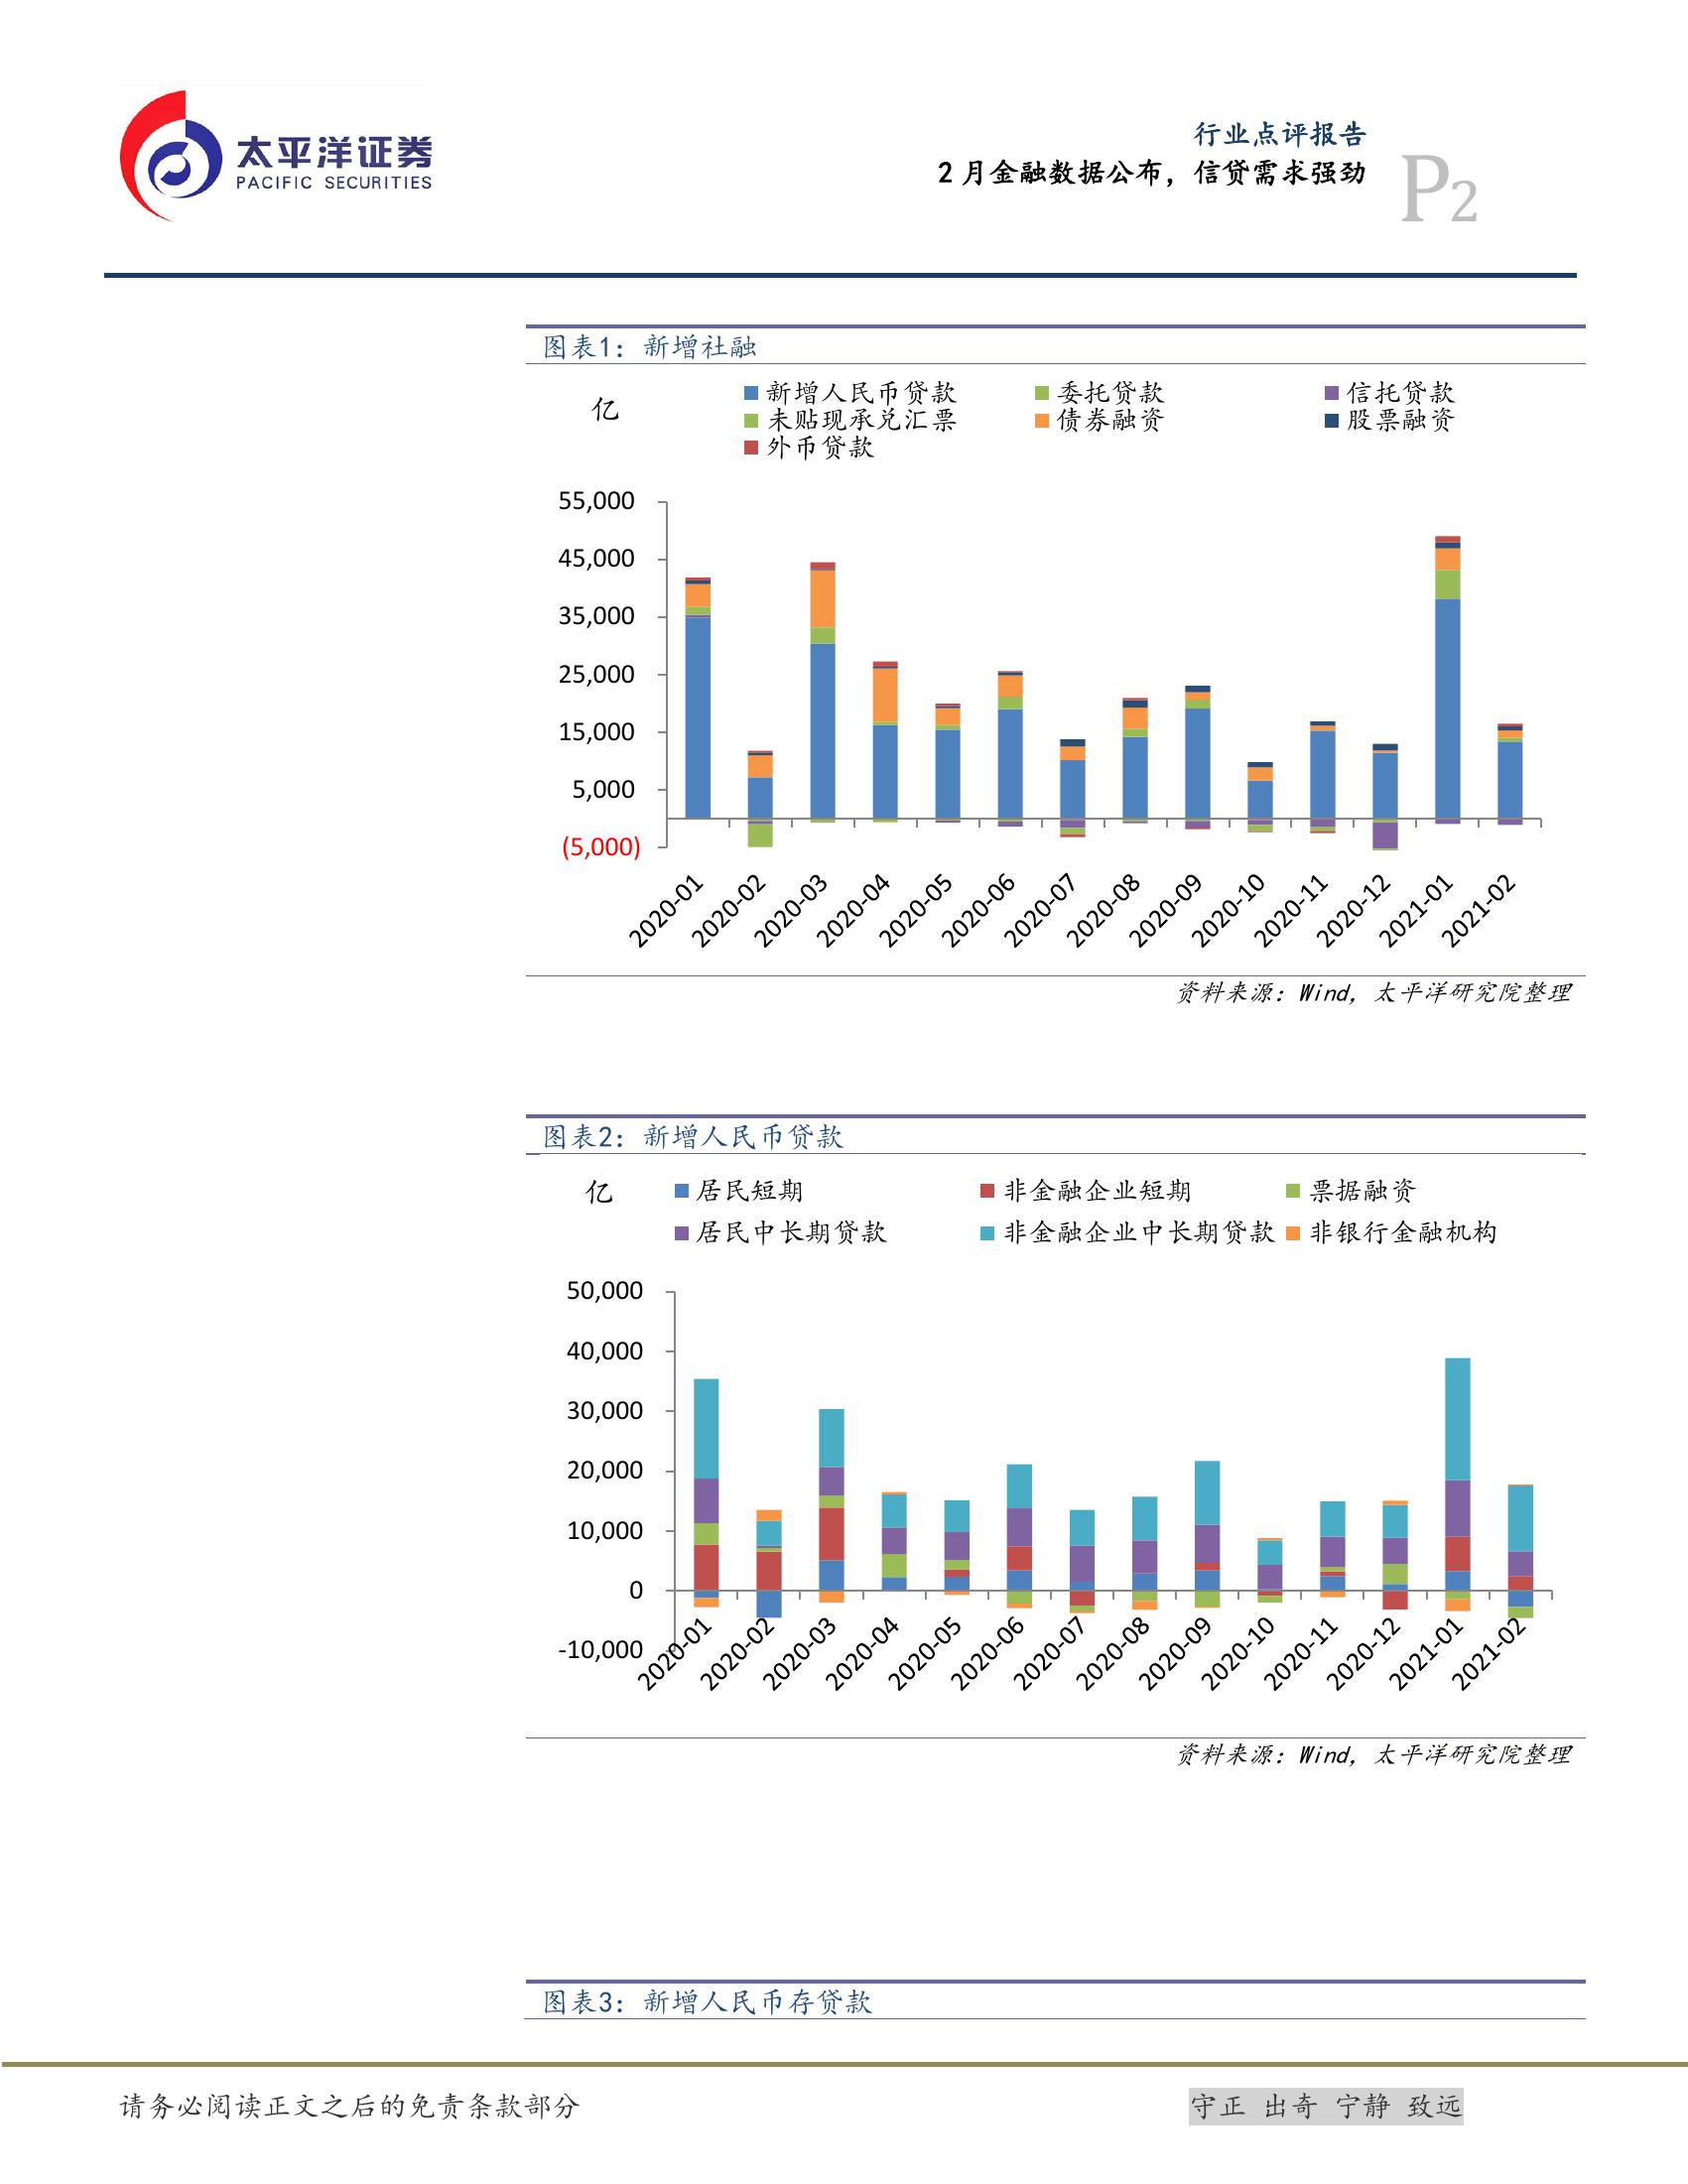 太平洋证券
PACIFIC SECURITIES
行业点评报告
2 月金融数据公布，信贷需求强劲
P2
图表1：新增社融
亿
新增人民币贷款 委托贷款 信托贷款
未贴现承兑汇票 债券融资 股票融资
外币贷款
55,000
45,000
35,000
25,000
15,000
5,000
(5,000)
2020-01 2020-02 2020-03 2020-04 2020-05 2020-06 2020-07 2020-08 2020-09 2020-10 2020-11 2020-12 2021-01 2021-02
资料来源：Wind，太平洋研究院整理
图表2：新增人民币贷款
亿
居民短期 非金融企业短期 票据融资
居民中长期贷款 非金融企业中长期贷款 非银行金融机构
50,000
40,000
30,000
20,000
10,000
0
-10,000
2020-01 2020-02 2020-03 2020-04 2020-05 2020-06 2020-07 2020-08 2020-09 2020-10 2020-11 2020-12 2021-01 2021-02
资料来源：Wind，太平洋研究院整理
图表3：新增人民币存贷款
请务必阅读正文之后的免责条款部分
守正 出奇 宁静 致远